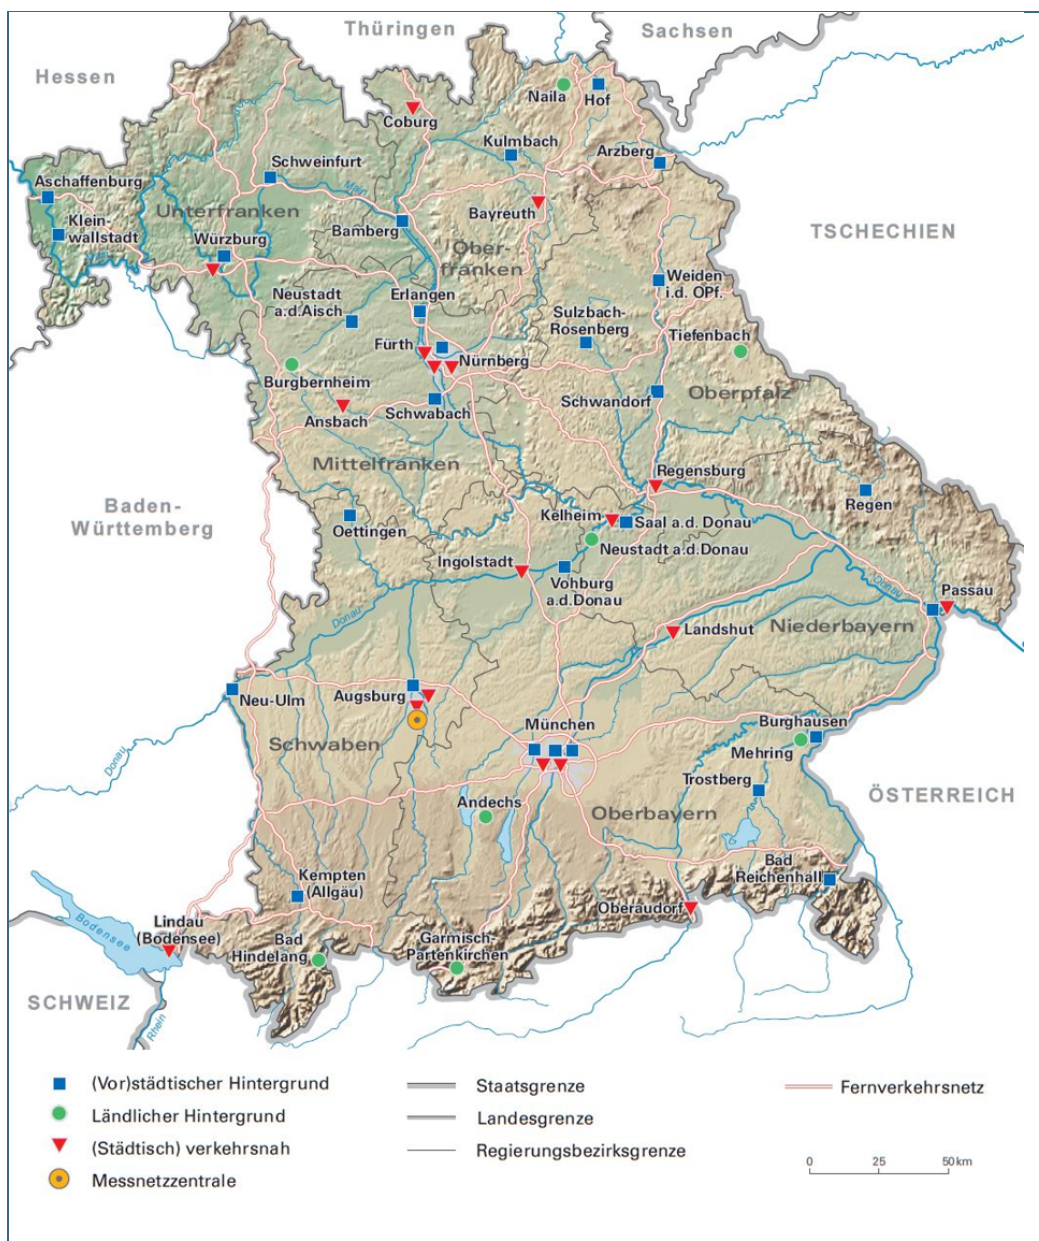 Thüringen
Sachsen
Hessen
Naila
Hof
Coburg
Kulmbach
Arzberg
Schweinfurt
Aschaffenburg
Main
Unterfranken
Bayreuth
Klein-
wallstadt
Bamberg
TSCHECHIEN
Würzburg
Ober-
franken
Main
Weiden
i.d. OPf.
Neustadt
a.d.Aisch
Erlangen
Sulzbach-
Rosenberg
Tiefenbach
Fürth
Nürnberg
Burgbernheim
Oberpfalz
Schwandorf
Ansbach
Schwabach
Mittelfranken
Regensburg
Baden-
Württemberg
Regen
Kelheim
Saal a.d. Donau
Oettingen
Neustadt a.d.Donau
Ingolstadt
Vohburg
a.d.Donau
Donau
Passau
Donau
Landshut
Niederbayern
Neu-Ulm
Augsburg
Schwaben
München
Burghausen
Mehring
Donau
Trostberg
ÖSTERREICH
Andechs
Oberbayern
Bad
Reichenhall
Kempten
(Allgäu)
Oberaudorf
Lindau
(Bodensee)
Bodensee
Bad
Hindelang
Garmisch-
Partenkirchen
SCHWEIZ
Rhein
(Vor)städtischer Hintergrund
Ländlicher Hintergrund
(Städtisch) verkehrsnah
Messnetzzentrale
Staatsgrenze
Landesgrenze
Regierungsbezirksgrenze
Fernverkehrsnetz
0 25 50km